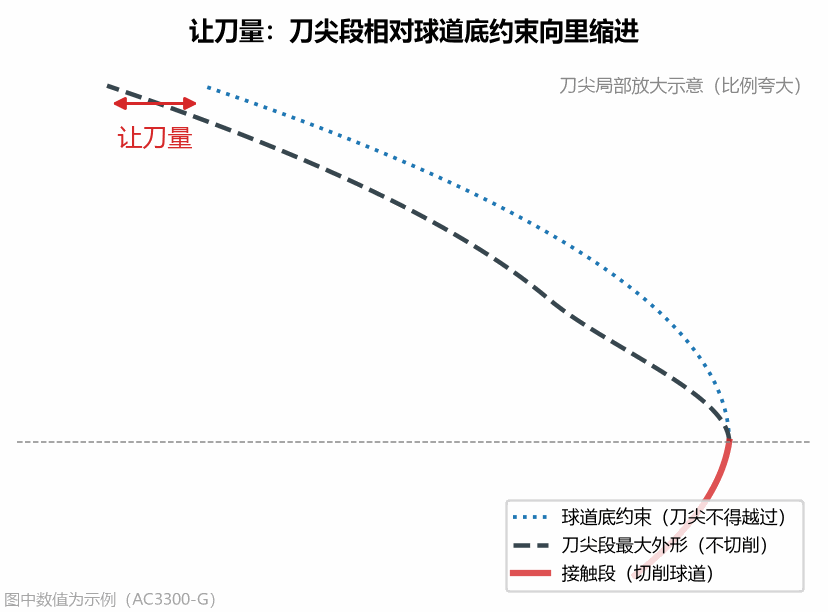 让刀量：刀尖段相对球道底约束向里缩进
刀尖局部放大示意（比例夸大）
让刀量
球道底约束（刀尖不得越过）
刀尖段最大外形（不切削）
接触段（切削球道）
图中数值为示例（AC3300-G）